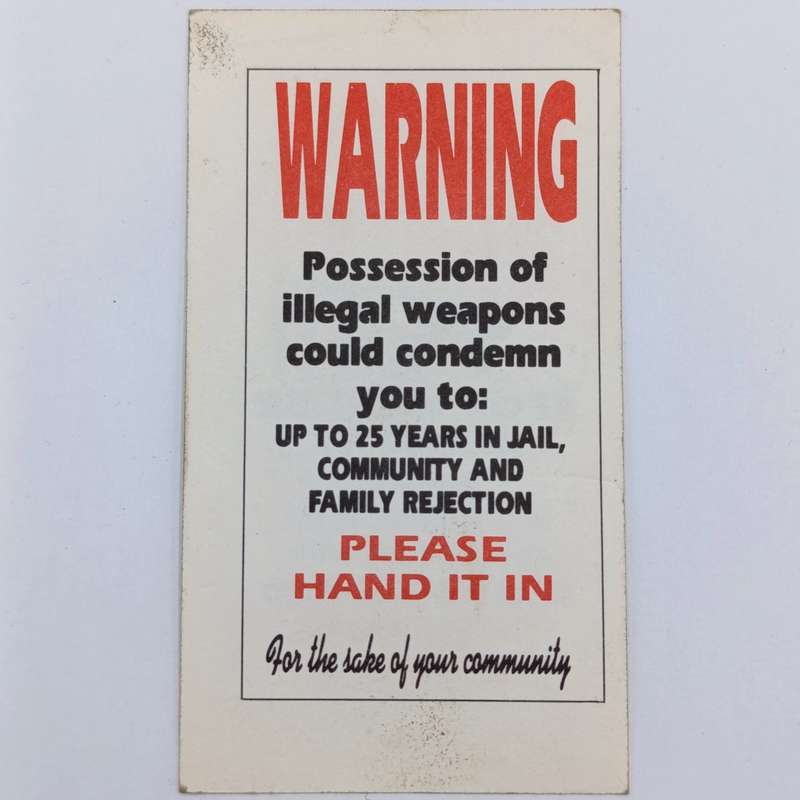 WARNING
Possession of
illegal weapons
could condemn
you to:
UP TO 25 YEARS IN JAIL,
COMMUNITY AND
FAMILY REJECTION
PLEASE
HAND IT IN
For the sake of your community